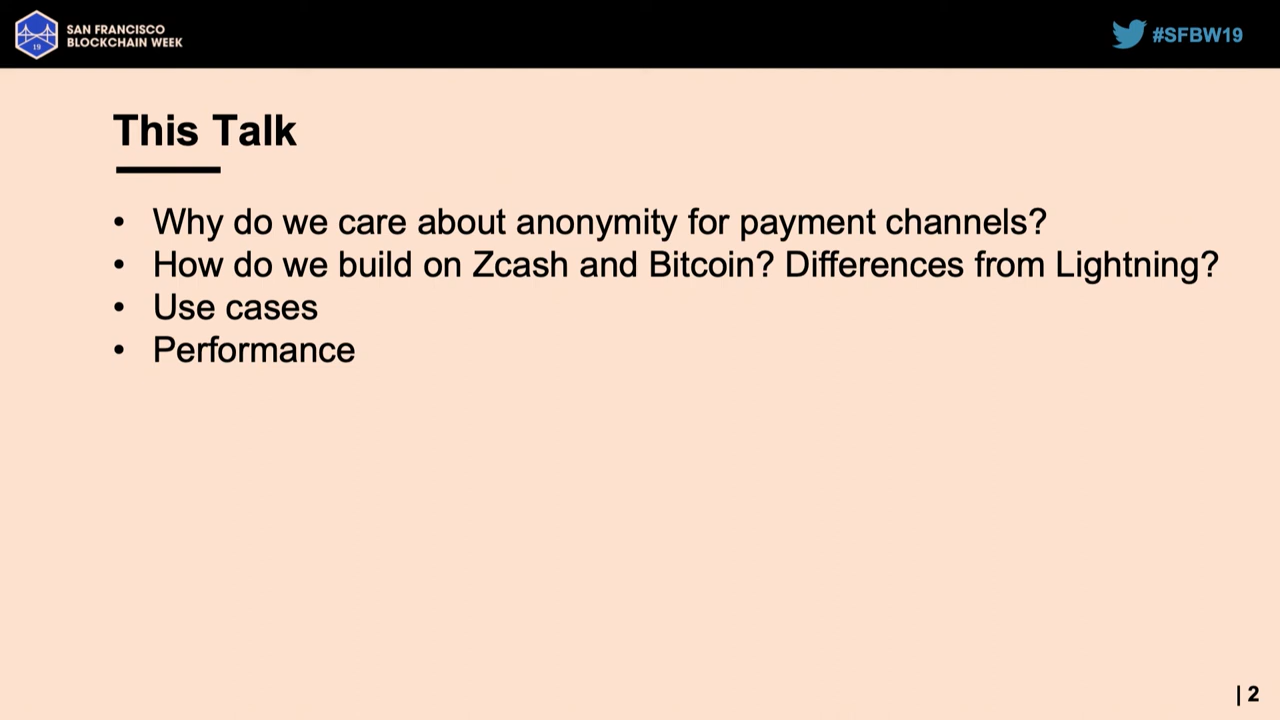 SAN FRANCISCO
BLOCKCHAIN WEEK
19
#SFBW19
This Talk
• Why do we care about anonymity for payment channels?
• How do we build on Zcash and Bitcoin? Differences from Lightning?
• Use cases
• Performance
| 2